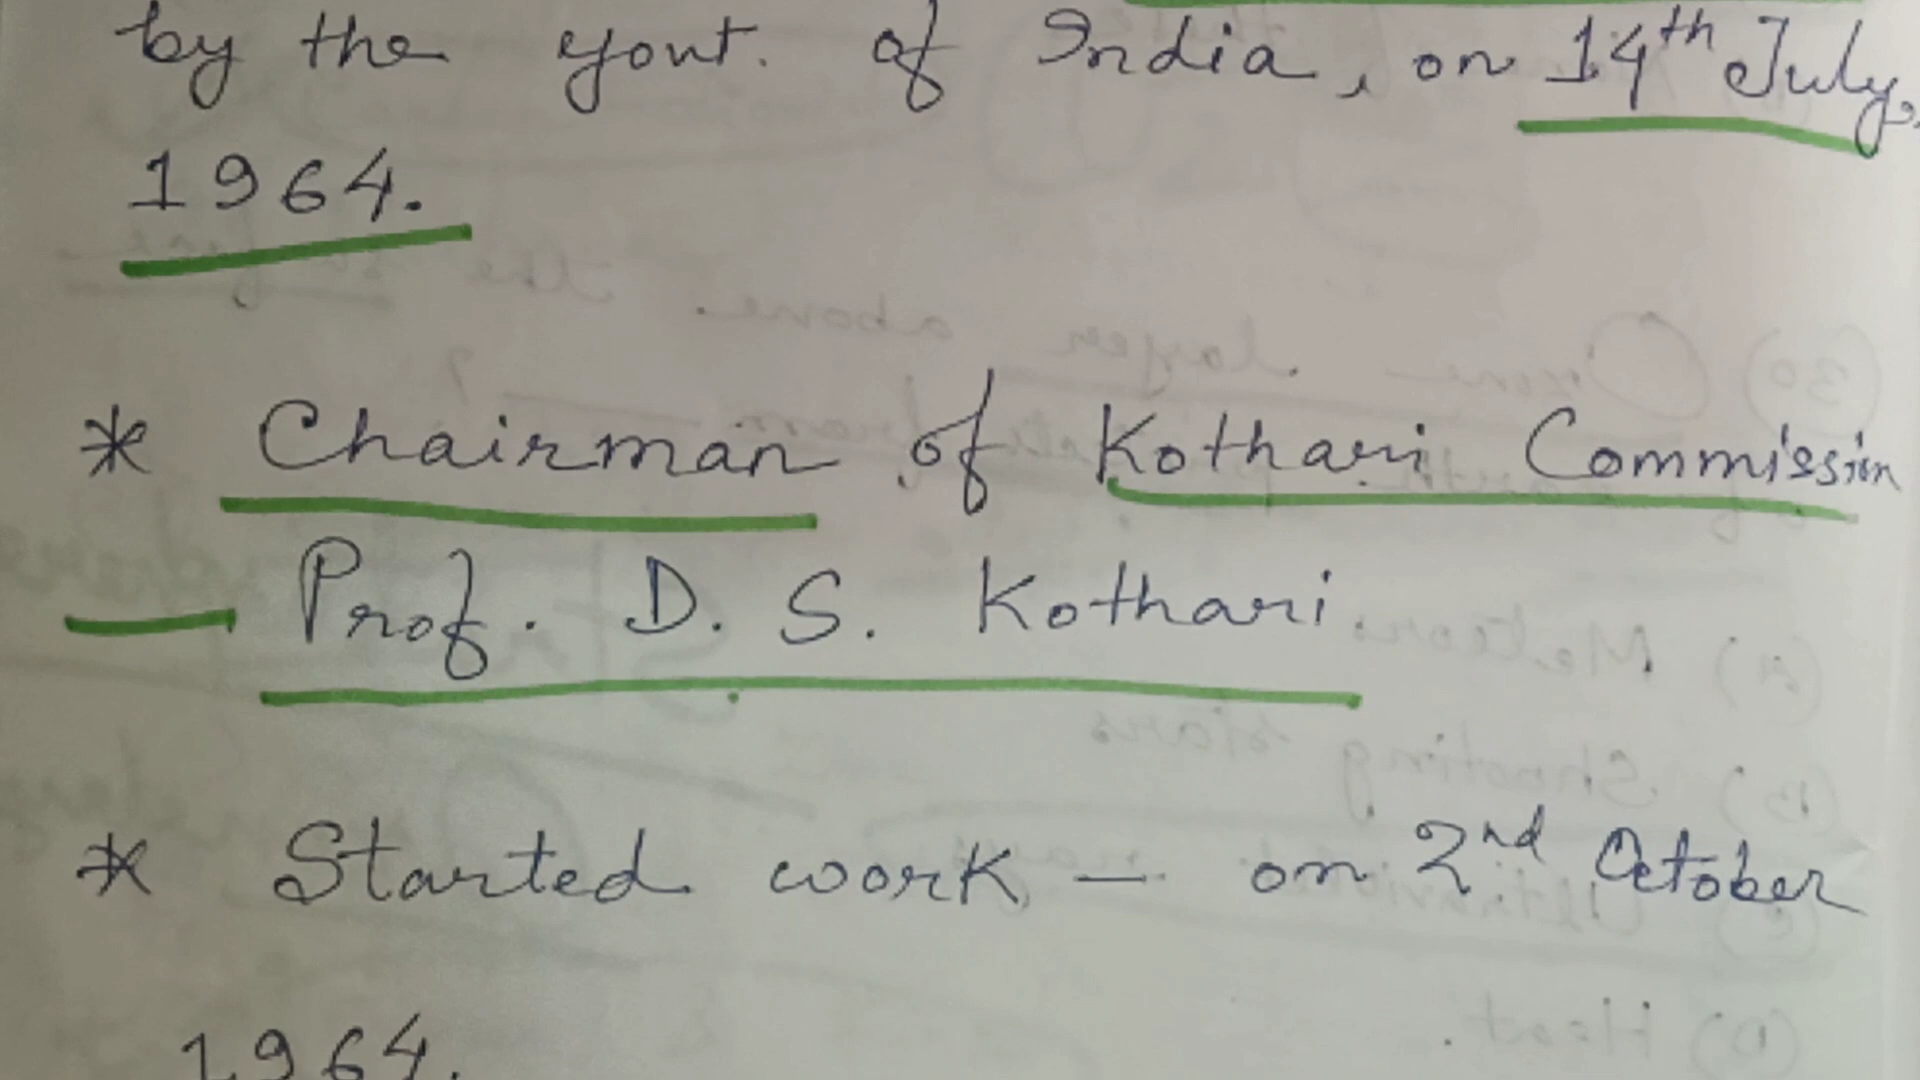 by the govt. of India, on 14th July,
1964.
* Chairman of Kothari Commission
— Prof. D. S. Kothari.
* Started work — on 2nd October
1964.